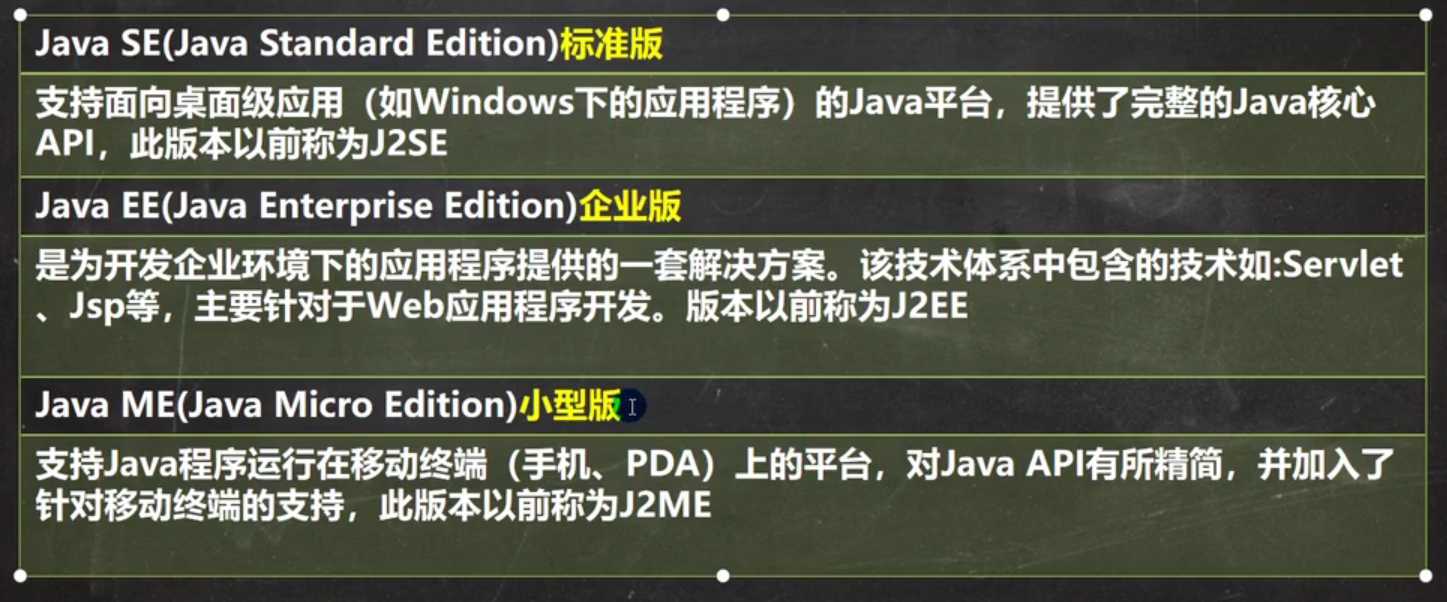 Java SE(Java Standard Edition)标准版
支持面向桌面级应用（如Windows下的应用程序）的Java平台，提供了完整的Java核心
API，此版本以前称为J2SE
Java EE(Java Enterprise Edition)企业版
是为开发企业环境下的应用程序提供的一套解决方案。该技术体系中包含的技术如:Servlet
、Jsp等，主要针对于Web应用程序开发。版本以前称为J2EE
Java ME(Java Micro Edition)小型版
支持Java程序运行在移动终端（手机、PDA）上的平台，对Java API有所精简，并加入了
针对移动终端的支持，此版本以前称为J2ME